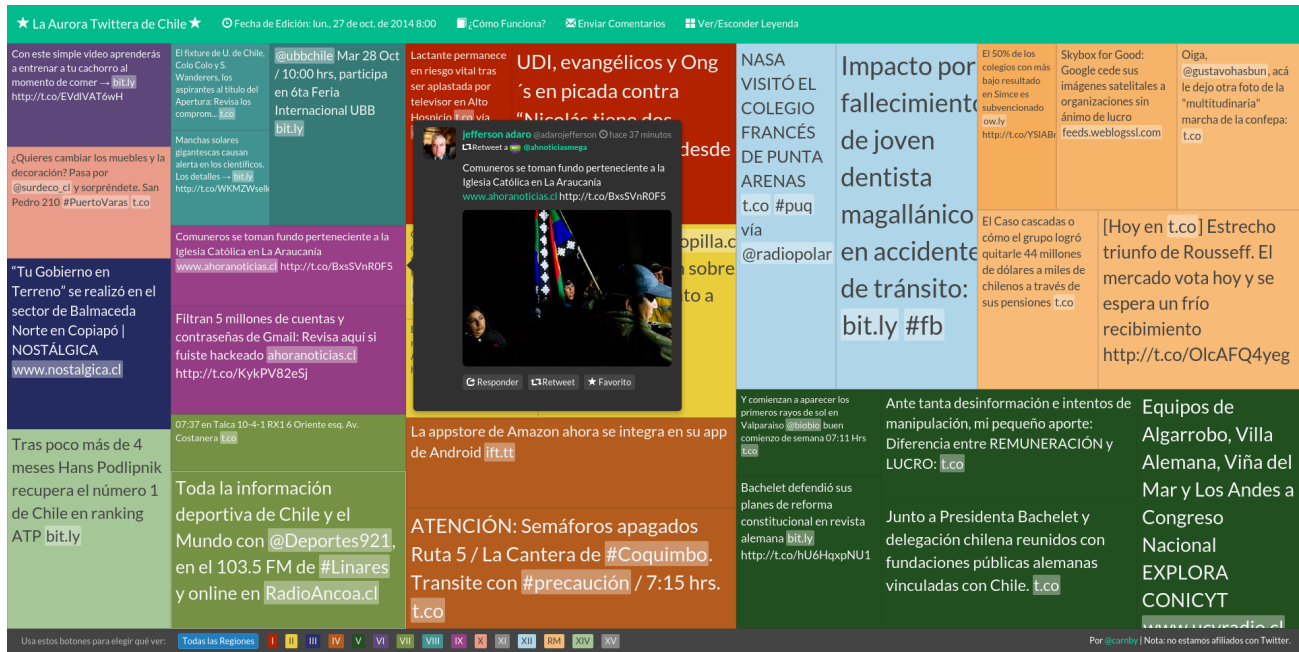 ★ La Aurora Twittera de Chile ★
Fecha de Edición: lun., 27 de oct. de 2014 8:00
¿Cómo Funciona?
Enviar Comentarios
Ver/Esconder Leyenda
Con este simple video aprenderás
a entrenar a tu cachorro al
momento de comer → bit.ly
http://t.co/EVdlVAT6wH
¿Quieres cambiar los muebles y la
decoración? Pasa por
@surdeco_cl y sorpréndete. San
Pedro 210 #PuertoVaras t.co
"Tu Gobierno en
Terreno" se realizó en el
sector de Balmaceda
Norte en Copiapó |
NOSTÁLGICA
www.nostalgica.cl
Tras poco más de 4
meses Hans Podlipnik
recupera el número 1
de Chile en ranking
ATP bit.ly
El fixture de U. de Chile,
Colo Colo y S.
Wanderers, los
aspirantes al título del
Apertura: Revisa los
comprom... t.co
Manchas solares
gigantescas causan
alerta en los científicos.
Los detalles → bit.ly
http://t.co/WKMZWselk
@ubbchile Mar 28 Oct
/ 10:00 hrs, participa
en 6ta Feria
Internacional UBB
bit.ly
Comuneros se toman fundo perteneciente a la
Iglesia Católica en La Araucanía
www.ahoranoticias.cl http://t.co/BxsSVnR0F5
Filtran 5 millones de cuentas y
contraseñas de Gmail: Revisa aquí si
fuiste hackeado ahoranoticias.cl
http://t.co/KykPV82eSj
07:37 en Talca 10-4-1 RX1 6 Oriente esq. Av.
Costanera t.co
Toda la información
deportiva de Chile y el
Mundo con @Deportes921,
en el 103.5 FM de #Linares
y online en RadioAncoa.cl
Lactante permanece
en riesgo vital tras
ser aplastada por
televisor en Alto
Hospicio t.co vía
UDI, evangélicos y Ong
´s en picada contra
"Nicolás tiene dos
desde
jefferson adaro @adarojefferson hace 37 minutos
Retweet a @ahnoticiasmega
Comuneros se toman fundo perteneciente a la
Iglesia Católica en La Araucanía
www.ahoranoticias.cl http://t.co/BxsSVnR0F5
Responder
Retweet
★ Favorito
opilla.c
sobre
to a
La appstore de Amazon ahora se integra en su app
de Android ift.tt
ATENCIÓN: Semáforos apagados
Ruta 5 / La Cantera de #Coquimbo.
Transite con #precaución / 7:15 hrs.
t.co
NASA
VISITÓ EL
COLEGIO
FRANCÉS
DE PUNTA
ARENAS
t.co #puq
vía
@radiopolar
Impacto por
fallecimiento
de joven
dentista
magallánico
en accidente
de tránsito:
bit.ly #fb
El 50% de los
colegios con más
bajo resultado
en Simce es
subvencionado
ow.ly
http://t.co/YSIABr
Skybox for Good:
Google cede sus
imágenes satelitales a
organizaciones sin
ánimo de lucro
feeds.weblogssl.com
Oiga,
@gustavohasbun, acá
le dejo otra foto de la
"multitudinaria"
marcha de la confepa:
t.co
El Caso cascadas o
cómo el grupo logró
quitarle 44 millones
de dólares a miles de
chilenos a través de
sus pensiones t.co
[Hoy en t.co] Estrecho
triunfo de Rousseff. El
mercado vota hoy y se
espera un frío
recibimiento
http://t.co/OlcAFQ4yeg
Y comienzan a aparecer los
primeros rayos de sol en
Valparaiso @biobio buen
comienzo de semana 07:11 Hrs
t.co
Bachelet defendió sus
planes de reforma
constitucional en revista
alemana bit.ly
http://t.co/hU6HqxpNU1
Ante tanta desinformación e intentos de
manipulación, mi pequeño aporte:
Diferencia entre REMUNERACIÓN y
LUCRO: t.co
Junto a Presidenta Bachelet y
delegación chilena reunidos con
fundaciones públicas alemanas
vinculadas con Chile. t.co
Equipos de
Algarrobo, Villa
Alemana, Viña del
Mar y Los Andes a
Congreso
Nacional
EXPLORA
CONICYT
www.ucvradio.cl
Usa estos botones para elegir qué ver: Todas las Regiones I II III IV V VI VII VIII IX X XI XII RM XIV XV
Por @carnby | Nota: no estamos afiliados con Twitter.